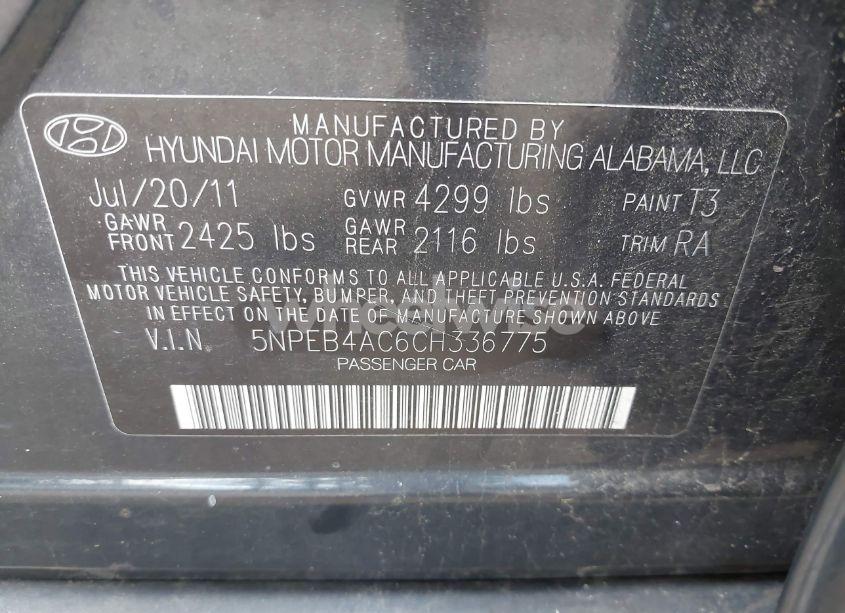 MANUFACTURED BY
HYUNDAI MOTOR MANUFACTURING ALABAMA, LLC
Jul/20/11 GVWR 4299 lbs PAINT T3
GAWR FRONT 2425 lbs GAWR REAR 2116 lbs TRIM RA
THIS VEHICLE CONFORMS TO ALL APPLICABLE U.S.A. FEDERAL
MOTOR VEHICLE SAFETY, BUMPER, AND THEFT PREVENTION STANDARDS
IN EFFECT ON THE DATE OF MANUFACTURE SHOWN ABOVE
V.I.N. 5NPEB4AC6CH336775
PASSENGER CAR